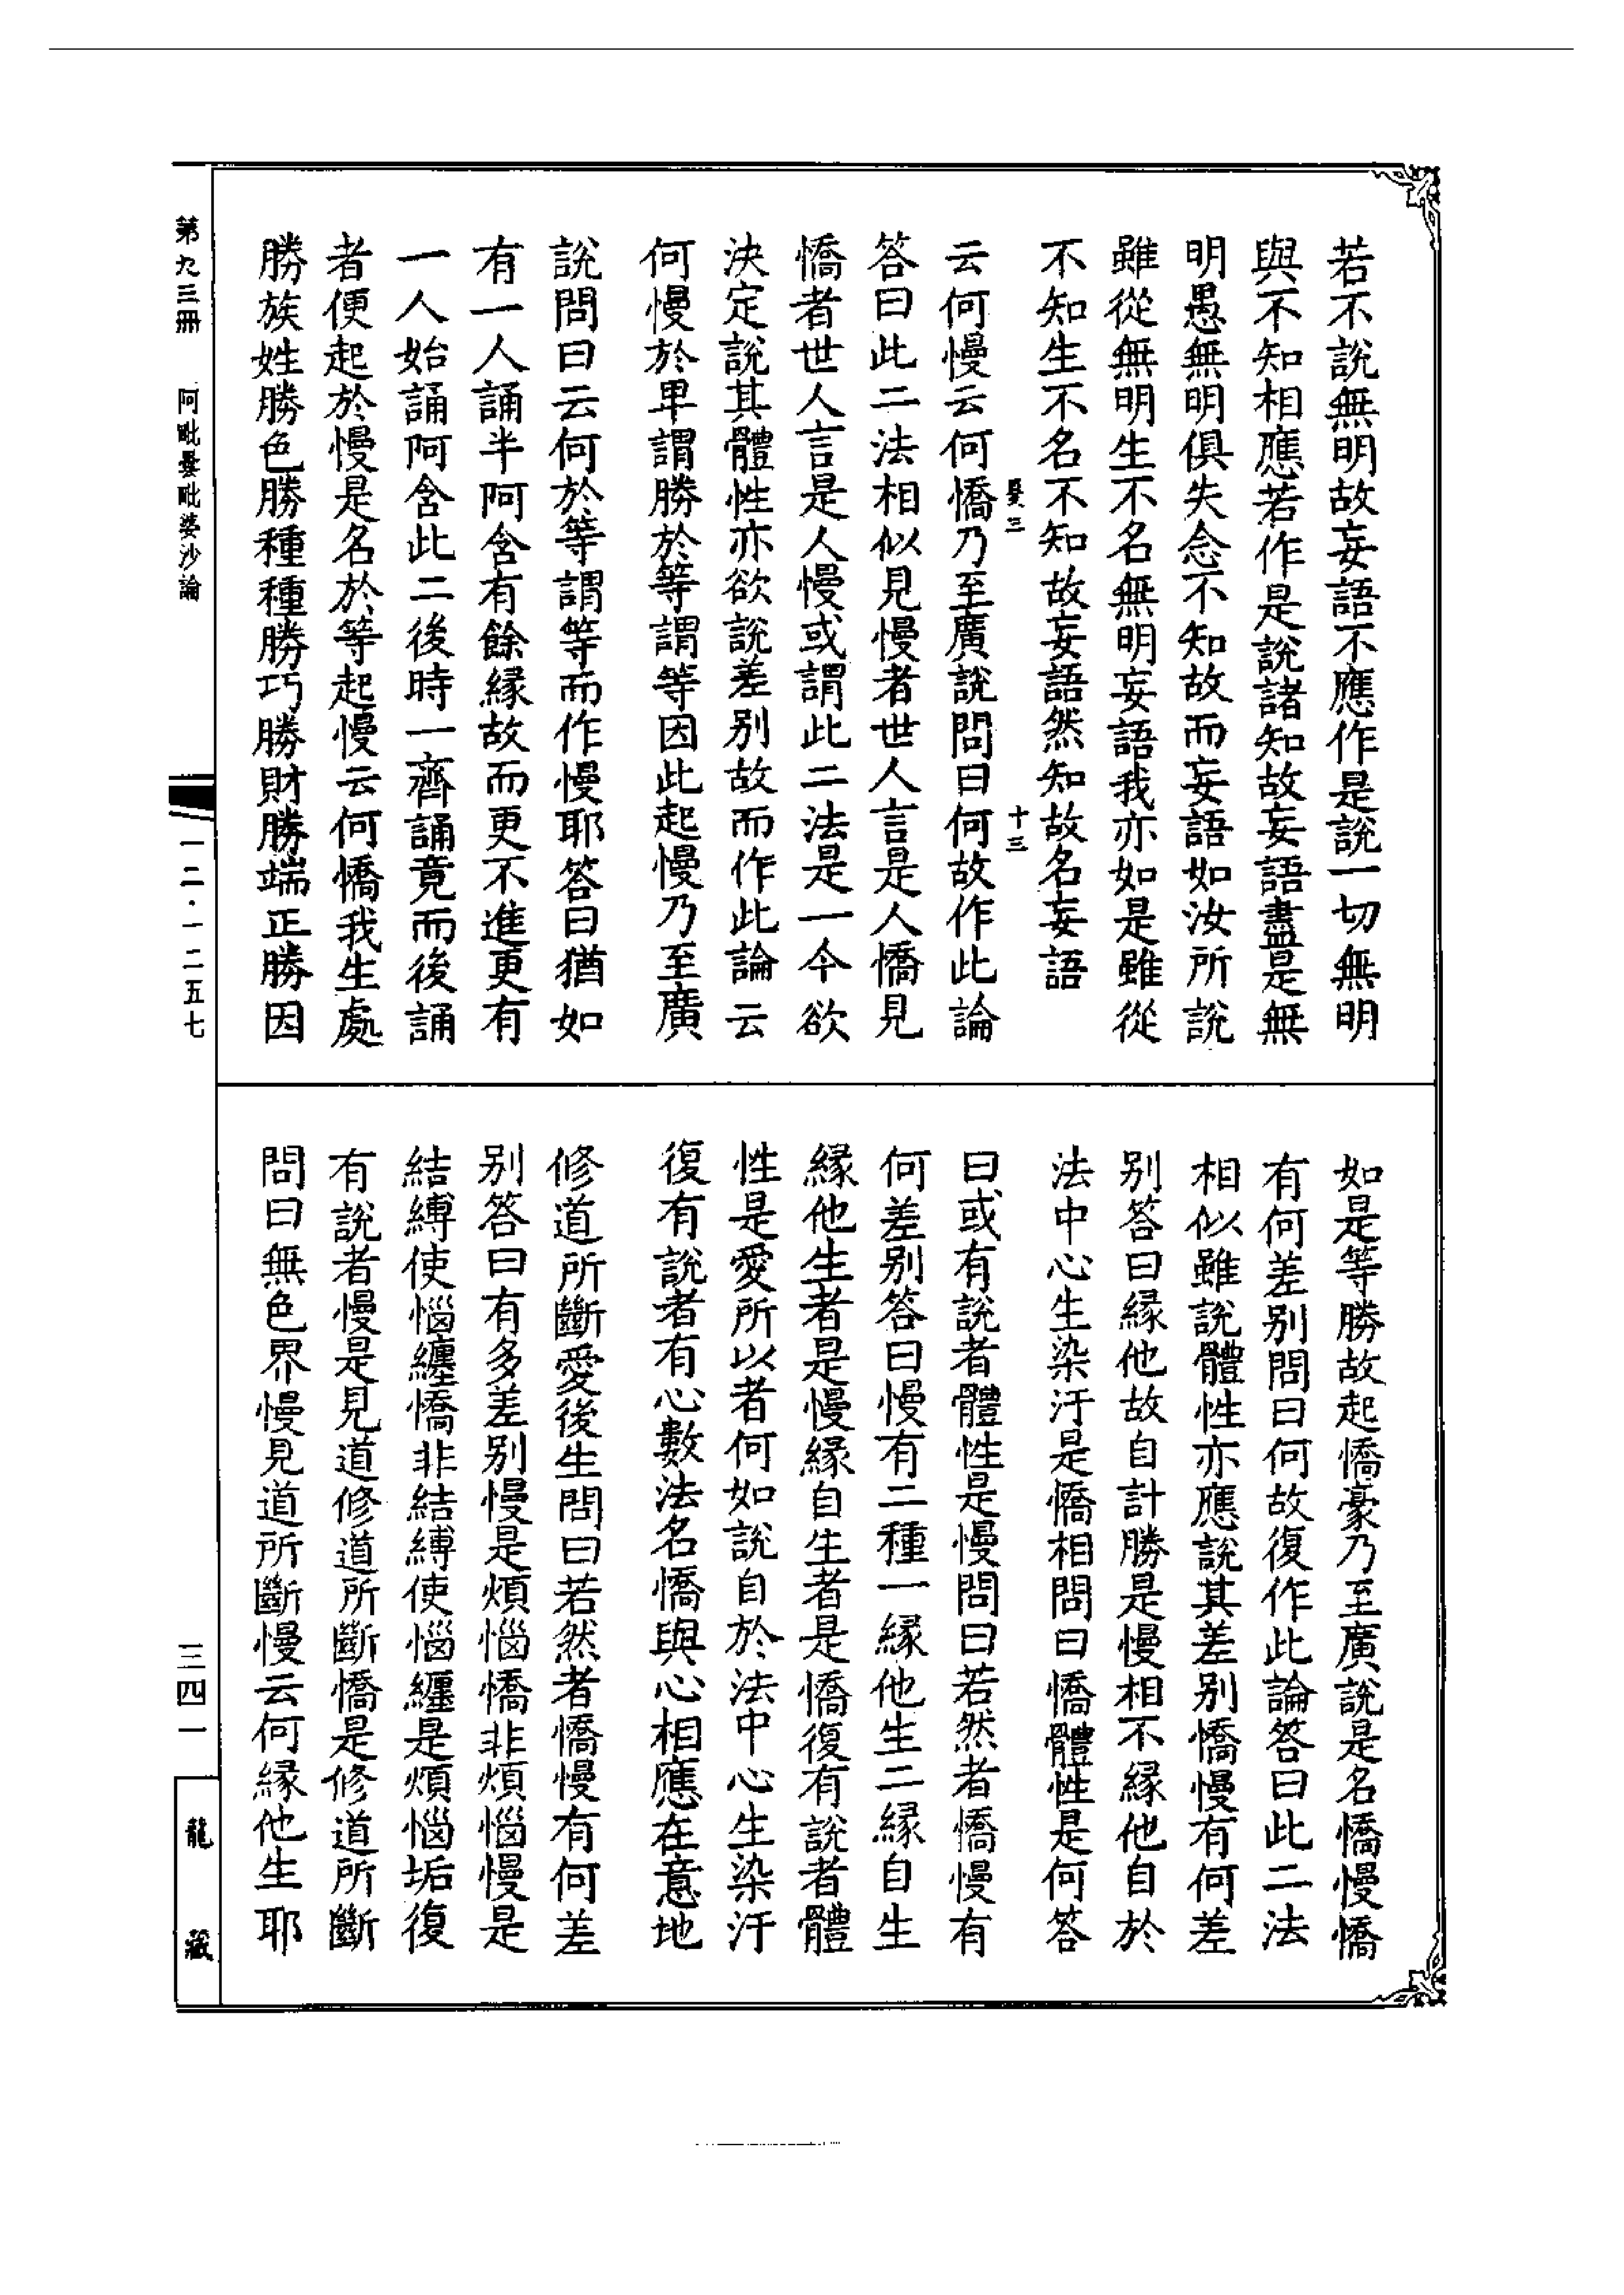 若不說無明故妄語不應作是說一切無明
與不知相應若作是說諸知故妄語盡是無
明愚無明俱失念不知故而妄語如汝所說
雖從無明生不名無明妄語我亦如是雖從
不知生不名不知故妄語然知故名妄語
三 十三
云何慢云何憍乃至廣說問曰何故作此論
答曰此二法相似見慢者世人言是人憍見
憍者世人言是人慢或謂此二法是一今欲
決定說其體性亦欲說差別故而作此論云
何慢於卑謂勝於等謂等因此起慢乃至廣
說問曰云何於等謂等而作慢耶答曰猶如
有一人誦半阿含有餘緣故而更不進更有
一人始誦阿含此二後時一齊誦竟而後誦
者便起於慢是名於等起慢云何憍我生處
勝族姓勝色勝種種勝巧勝財勝端正勝因
如是等勝故起憍豪乃至廣說是名憍慢憍
有何差別問曰何故復作此論答曰此二法
相似雖說體性亦應說其差別憍慢有何差
別答曰緣他故自計勝是慢相不緣他自於
法中心生染汙是憍相問曰憍體性是何答
曰或有說者體性是慢問曰若然者憍慢有
何差別答曰慢有二種一緣他生二緣自生
緣他生者是慢緣自生者是憍復有說者體
性是愛所以者何如說自於法中心生染汙
復有說者有心數法名憍與心相應在意地
修道所斷愛後生問曰若然者憍慢有何差
別答曰有多差別慢是煩惱憍非煩惱慢是
結縛使惱纏憍非結縛使惱纏是煩惱垢復
有說者慢是見道修道所斷憍是修道所斷
問曰無色界慢見道所斷慢云何緣他生耶
第九三冊 阿毗曇毗婆沙論 一二·一二五七 三四一 龍藏